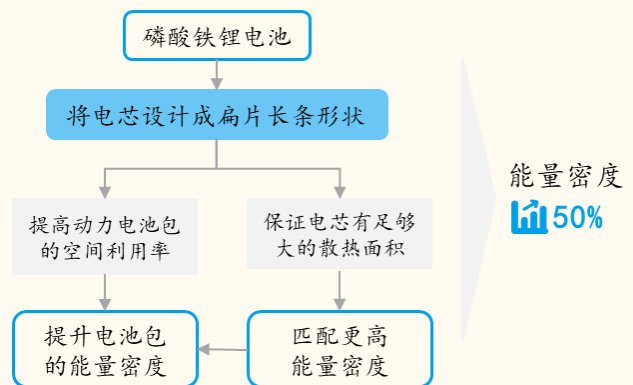 磷酸铁锂电池
将电芯设计成扁片长条形状
提高动力电池包
的空间利用率
保证电芯有足够
大的散热面积
提升电池包
的能量密度
匹配更高
能量密度
能量密度
50%